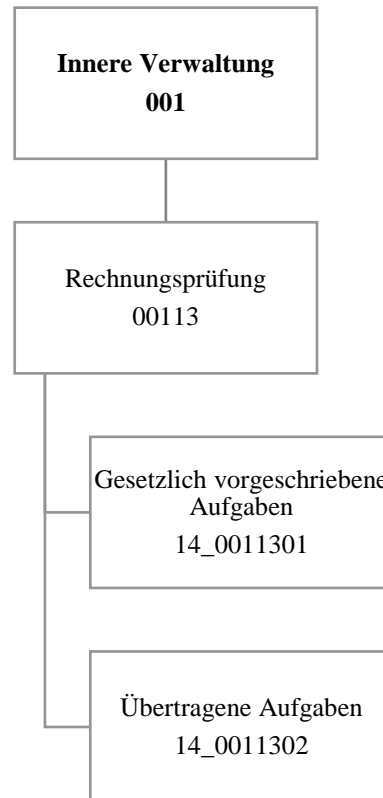 Innere Verwaltung
001
Rechnungsprüfung
00113
Gesetzlich vorgeschriebene
Aufgaben
14_0011301
Übertragene Aufgaben
14_0011302